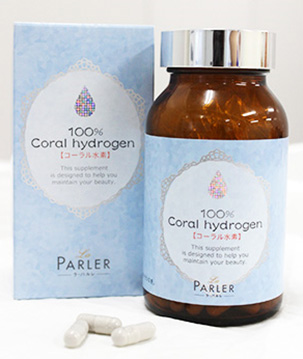 100%
Coral hydrogen
【コーラル水素】
This supplement
is designed to help you
maintain your beauty.
La
PARLER
100%
Coral hydrogen
【コーラル水素】
This supplement
is designed to help you
maintain your beauty.
La
PARLER